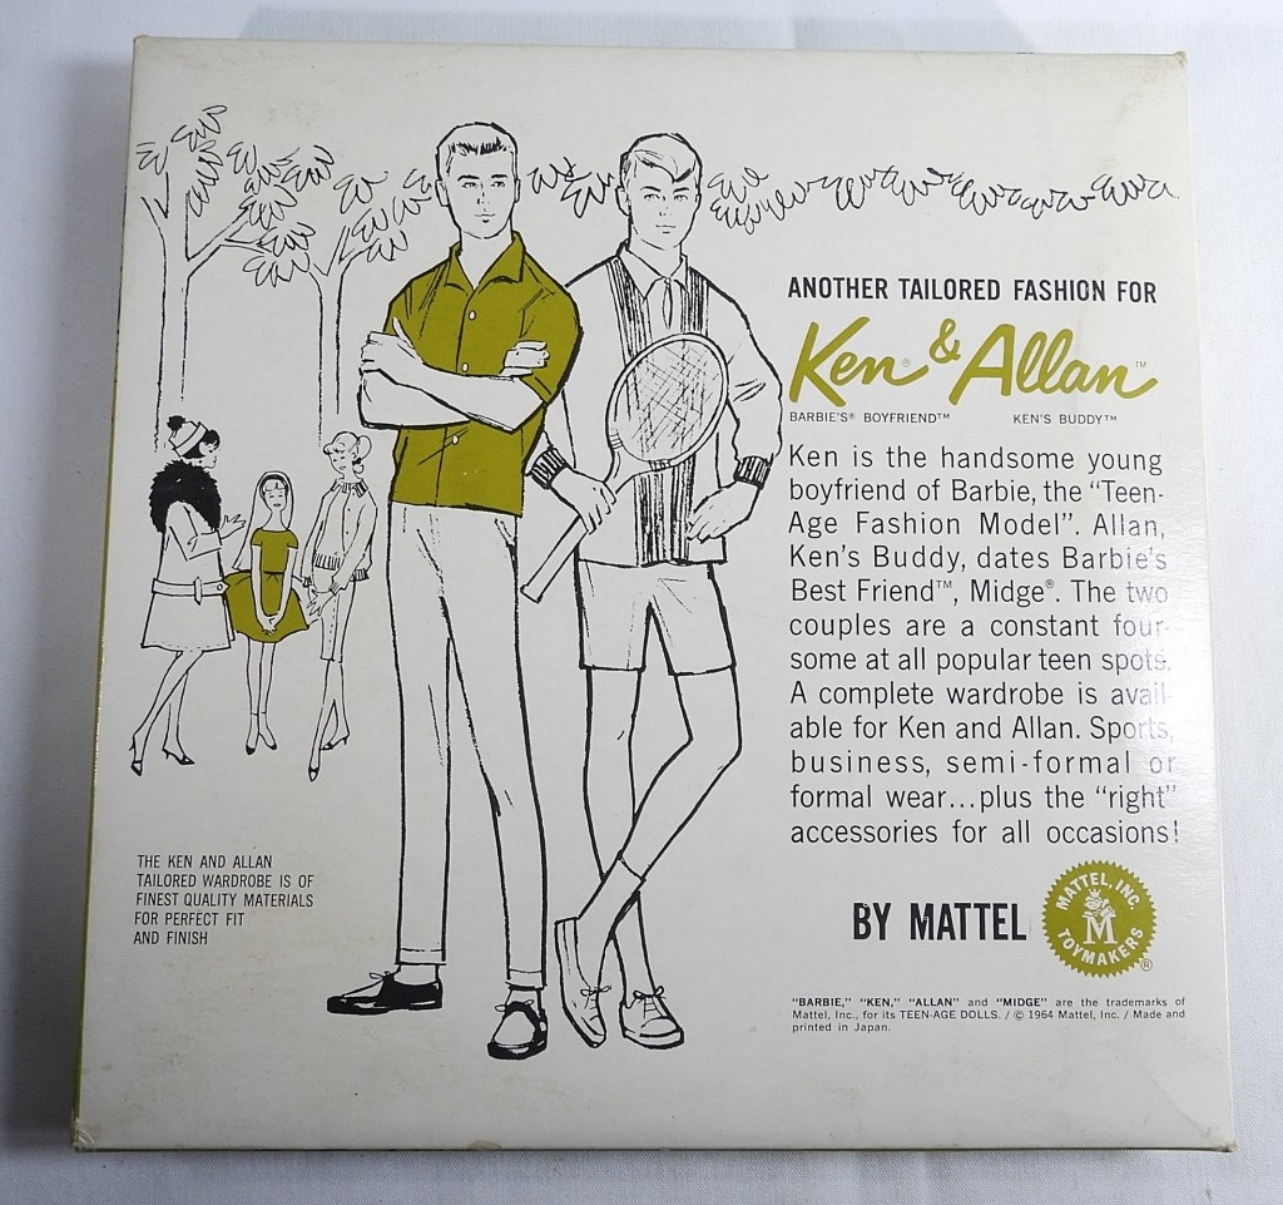 ANOTHER TAILORED FASHION FOR
Ken® & Allan™
BARBIE'S® BOYFRIEND™ KEN'S BUDDY™
Ken is the handsome young
boyfriend of Barbie, the “Teen-
Age Fashion Model”. Allan,
Ken's Buddy, dates Barbie's
Best Friend™, Midge®. The two
couples are a constant four-
some at all popular teen spots.
A complete wardrobe is avail-
able for Ken and Allan. Sports,
business, semi-formal or
formal wear...plus the “right”
accessories for all occasions!
THE KEN AND ALLAN
TAILORED WARDROBE IS OF
FINEST QUALITY MATERIALS
FOR PERFECT FIT
AND FINISH
BY MATTEL
MATTEL, INC.
M
TOYMAKERS
®
“BARBIE,” “KEN,” “ALLAN” and “MIDGE” are the trademarks of
Mattel, Inc., for its TEEN-AGE DOLLS. / © 1964 Mattel, Inc. / Made and
printed in Japan.